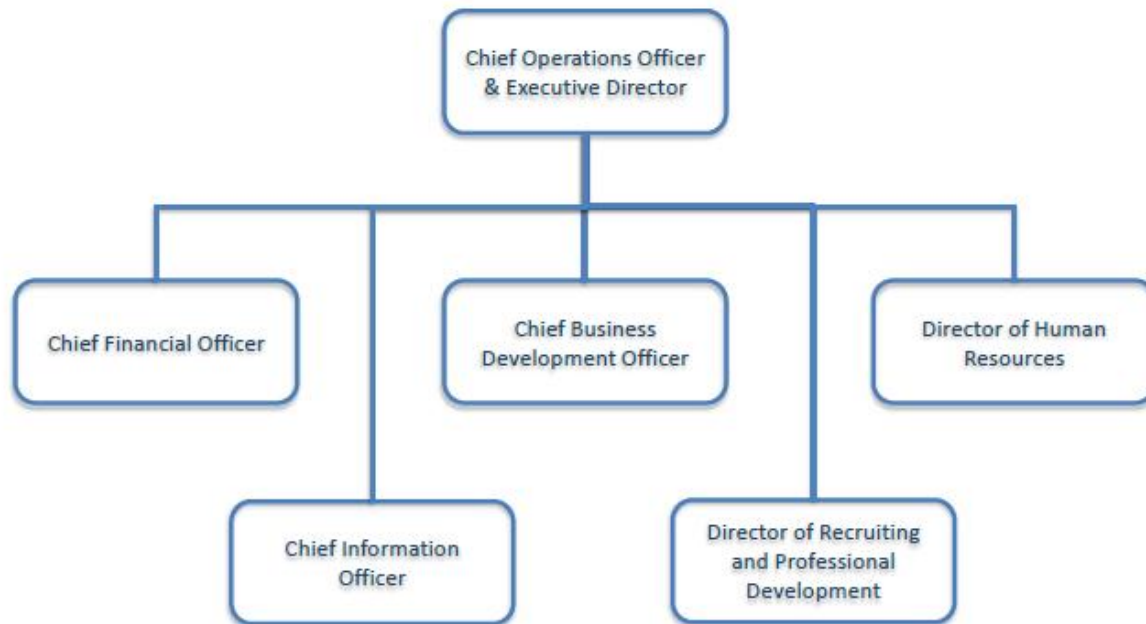 Chief Operations Officer
& Executive Director
Chief Financial Officer
Chief Business
Development Officer
Director of Human
Resources
Chief Information
Officer
Director of Recruiting
and Professional
Development